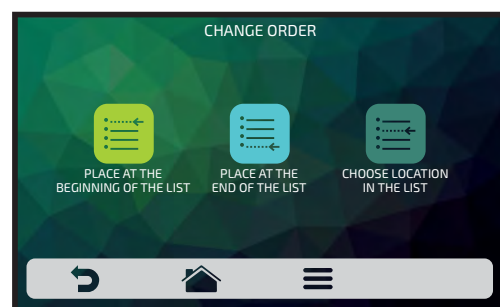 CHANGE ORDER
PLACE AT THE
BEGINNING OF THE LIST
PLACE AT THE
END OF THE LIST
CHOOSE LOCATION
IN THE LIST